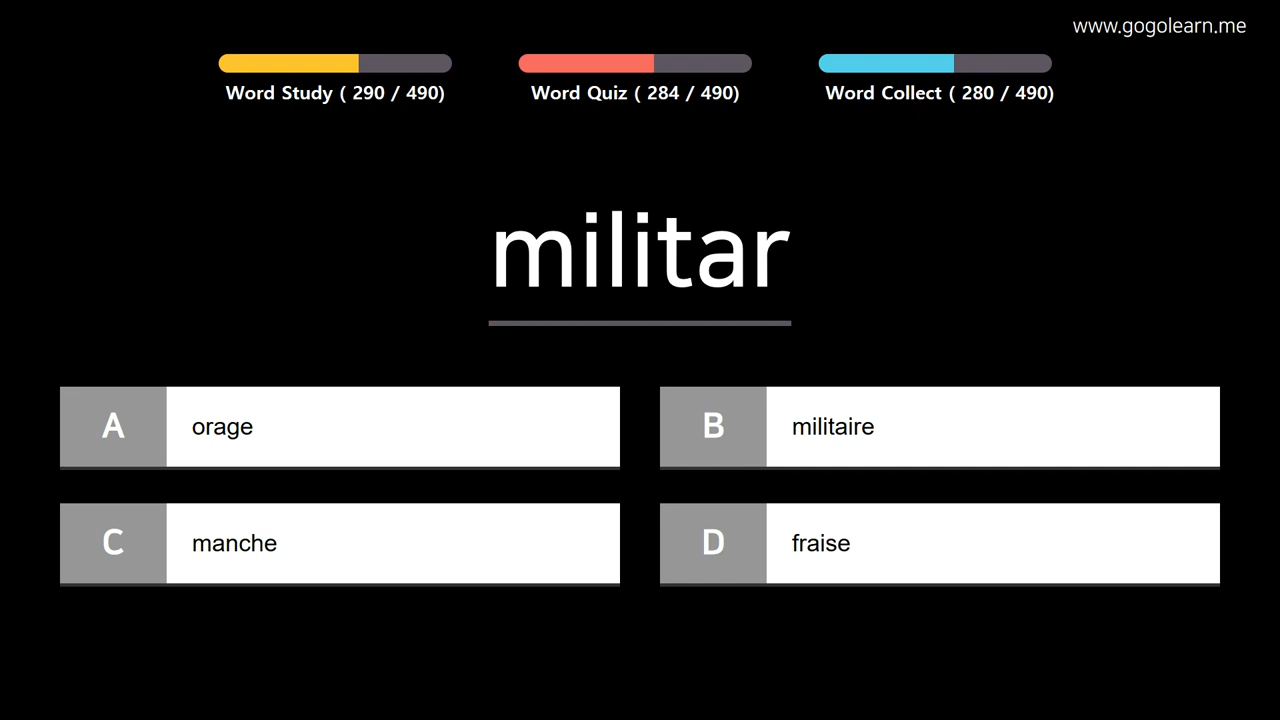 www.gogolearn.me
Word Study ( 290 / 490)
Word Quiz ( 284 / 490)
Word Collect ( 280 / 490)
militar
A orage
B militaire
C manche
D fraise